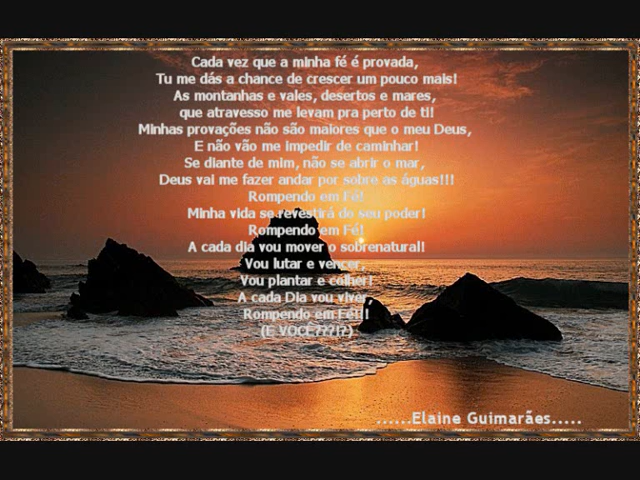 Cada vez que a minha fé é provada,
Tu me dás a chance de crescer um pouco mais!
As montanhas e vales, desertos e mares,
que atravesso me levam pra perto de ti!
Minhas provações não são maiores que o meu Deus,
E não vão me impedir de caminhar!
Se diante de mim, não se abrir o mar,
Deus vai me fazer andar por sobre as águas!!!
Rompendo em Fé!
Minha vida se revestirá do seu poder!
Rompendo em Fé!
A cada dia vou mover o sobrenatural!
Vou lutar e vencer,
Vou plantar e colher!
A cada Dia vou viver
Rompendo em Fé!!!
(E VOCÊ???!?)
......Elaine Guimarães.....